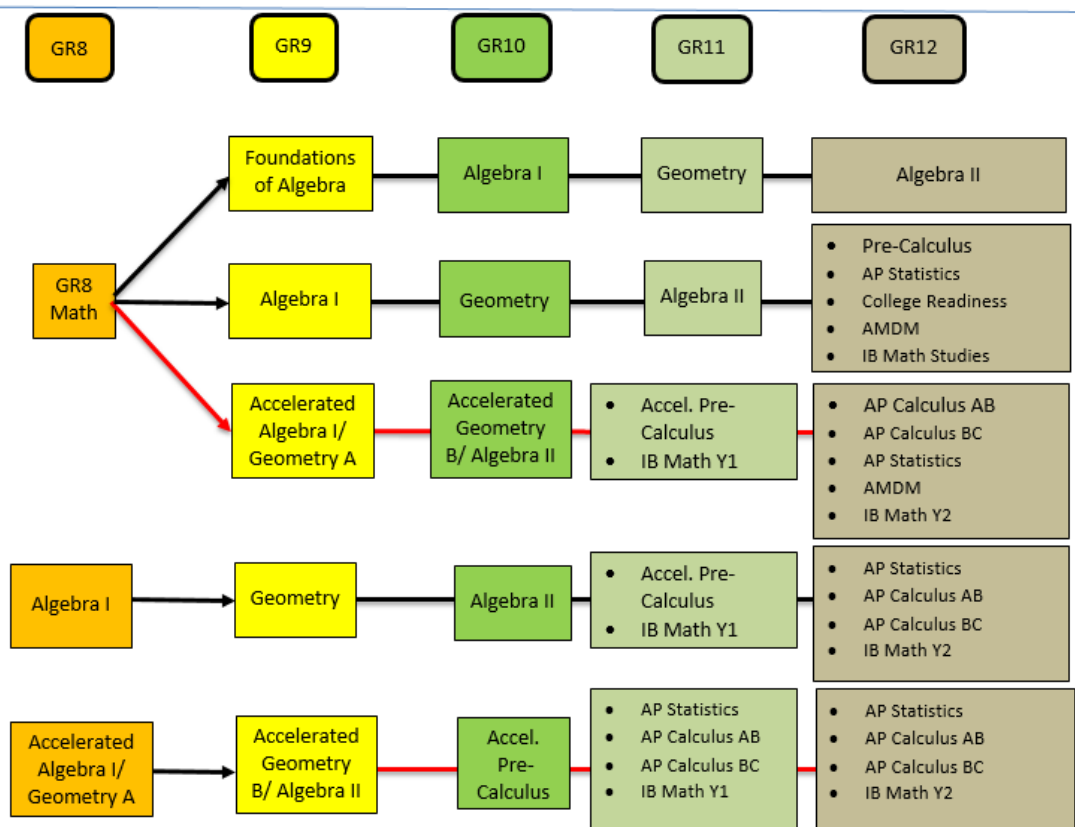 GR8
GR9
GR10
GR11
GR12
Foundations
of Algebra
Algebra I
Geometry
Algebra II
GR8
Math
Algebra I
Geometry
Algebra II
• Pre-Calculus
• AP Statistics
• College Readiness
• AMDM
• IB Math Studies
Accelerated
Algebra I/
Geometry A
Accelerated
Geometry
B/ Algebra II
• Accel. Pre-
Calculus
• IB Math Y1
• AP Calculus AB
• AP Calculus BC
• AP Statistics
• AMDM
• IB Math Y2
Algebra I
Geometry
Algebra II
• Accel. Pre-
Calculus
• IB Math Y1
• AP Statistics
• AP Calculus AB
• AP Calculus BC
• IB Math Y2
Accelerated
Algebra I/
Geometry A
Accelerated
Geometry
B/ Algebra II
Accel.
Pre-
Calculus
• AP Statistics
• AP Calculus AB
• AP Calculus BC
• IB Math Y1
• AP Statistics
• AP Calculus AB
• AP Calculus BC
• IB Math Y2